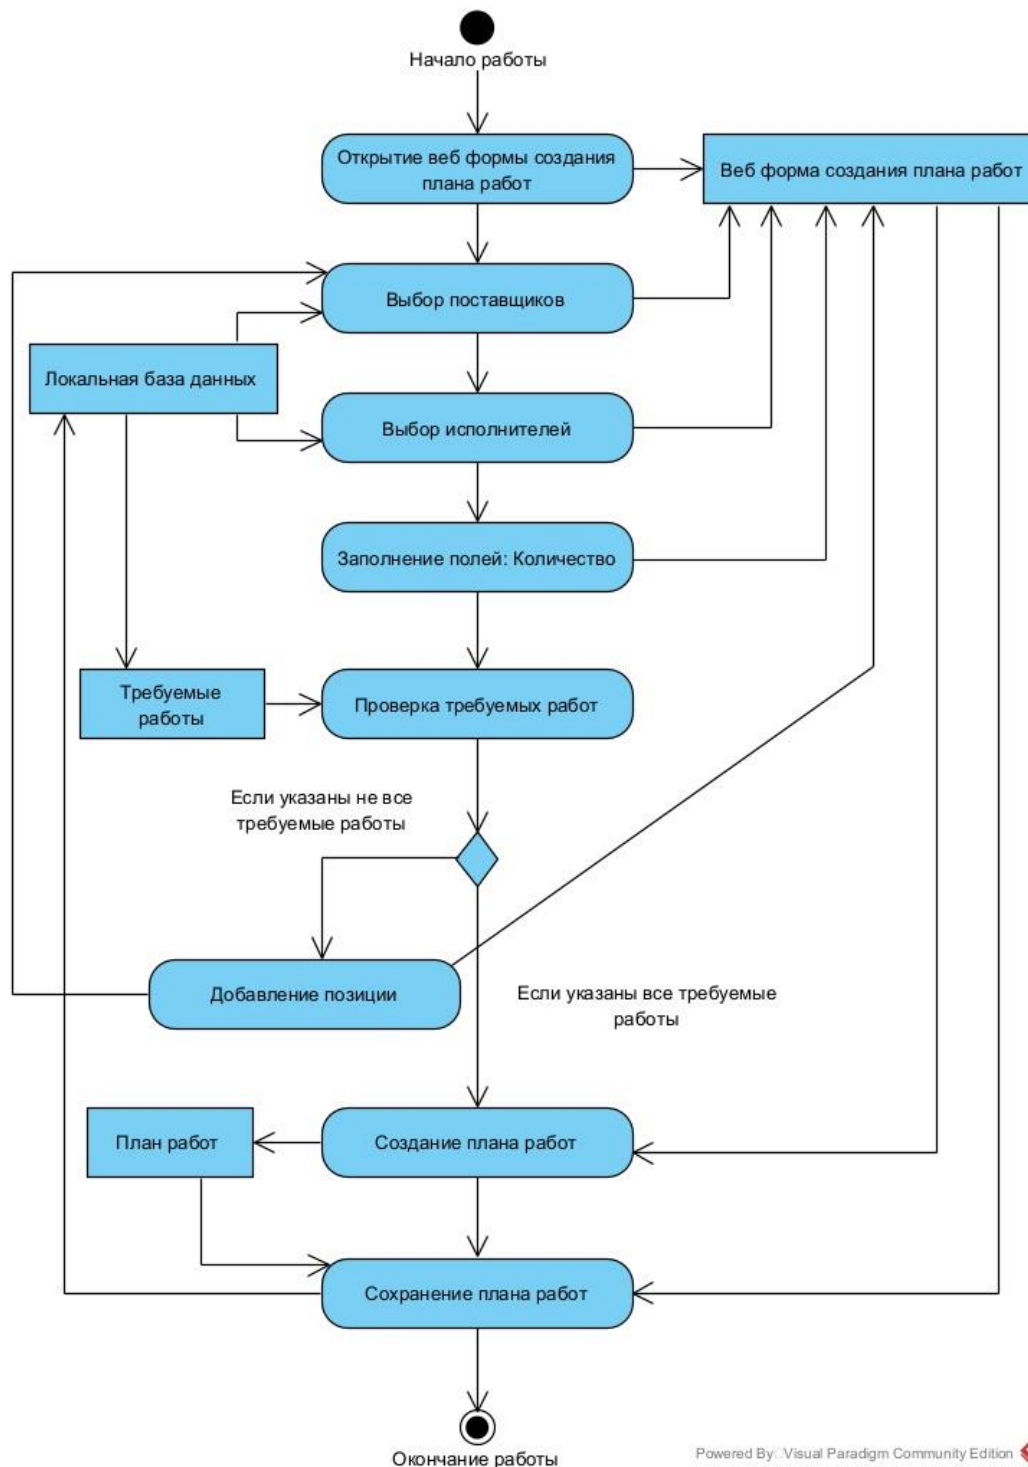 Начало работы
Открытие веб формы создания
плана работ
Веб форма создания плана работ
Выбор поставщиков
Локальная база данных
Выбор исполнителей
Заполнение полей: Количество
Требуемые
работы
Проверка требуемых работ
Если указаны не все
требуемые работы
Добавление позиции
Если указаны все требуемые
работы
План работ
Создание плана работ
Сохранение плана работ
Окончание работы
Powered By Visual Paradigm Community Edition